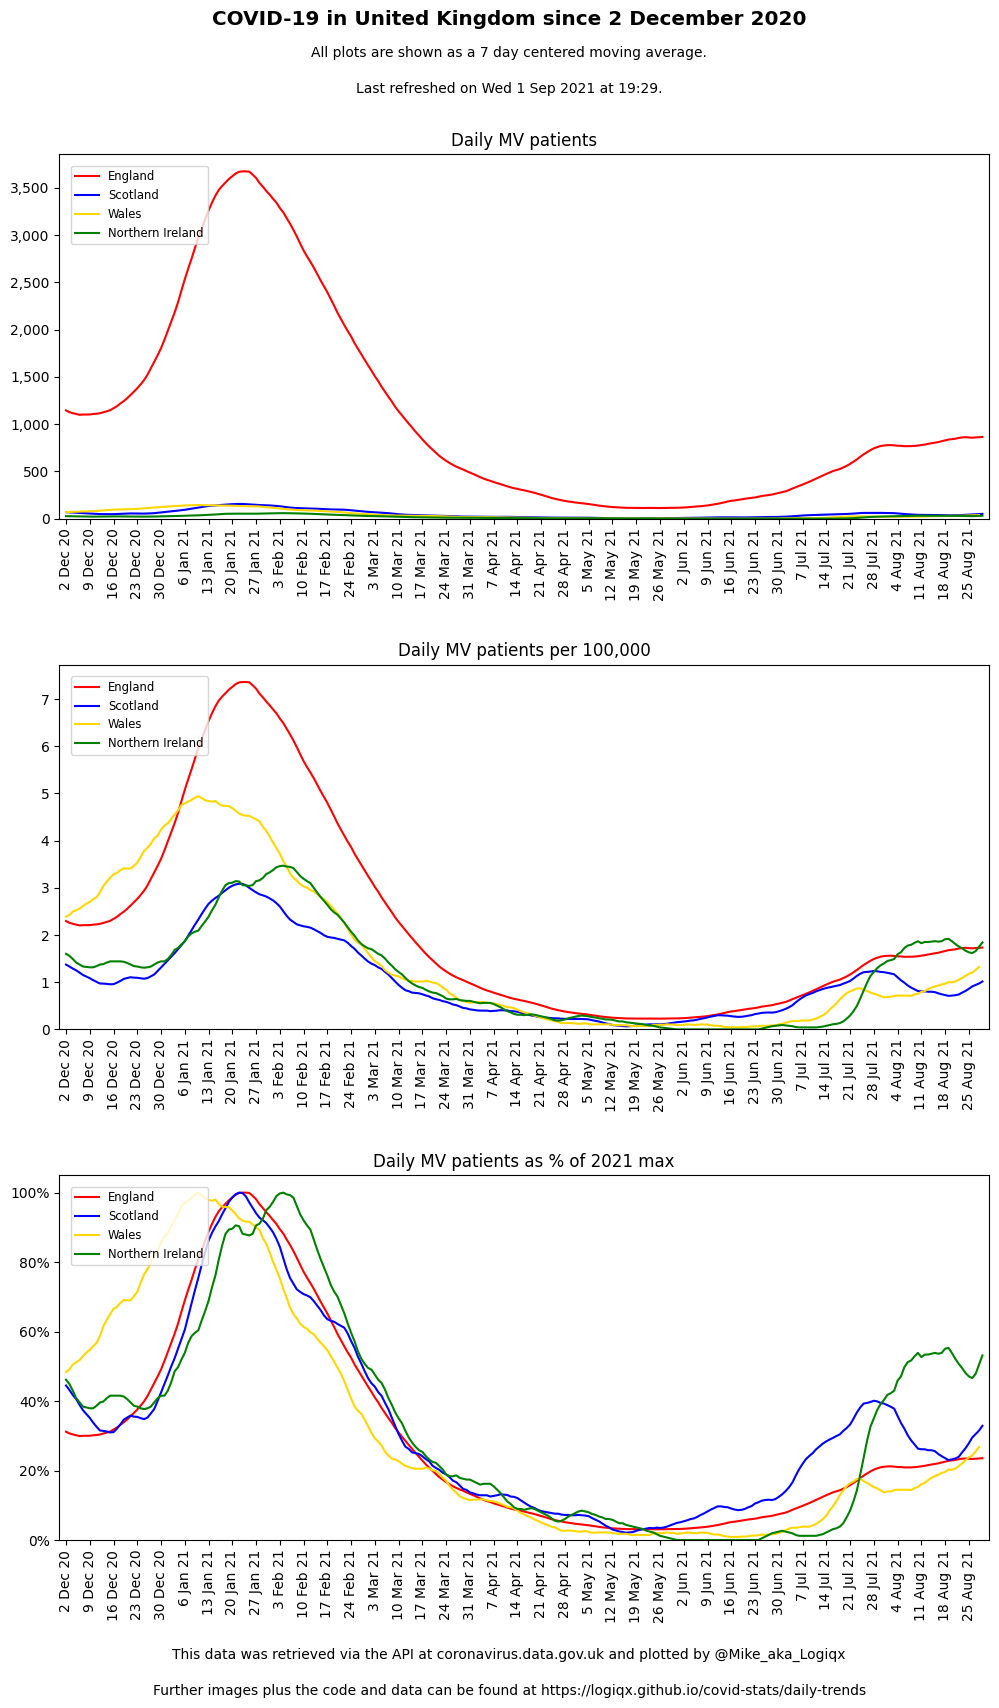 COVID-19 in United Kingdom since 2 December 2020
All plots are shown as a 7 day centered moving average.
Last refreshed on Wed 1 Sep 2021 at 19:29.
Daily MV patients
England
Scotland
Wales
Northern Ireland
3,500
3,000
2,500
2,000
1,500
1,000
500
0
2 Dec 20
9 Dec 20
16 Dec 20
23 Dec 20
30 Dec 20
6 Jan 21
13 Jan 21
20 Jan 21
27 Jan 21
3 Feb 21
10 Feb 21
17 Feb 21
24 Feb 21
3 Mar 21
10 Mar 21
17 Mar 21
24 Mar 21
31 Mar 21
7 Apr 21
14 Apr 21
21 Apr 21
28 Apr 21
5 May 21
12 May 21
19 May 21
26 May 21
2 Jun 21
9 Jun 21
16 Jun 21
23 Jun 21
30 Jun 21
7 Jul 21
14 Jul 21
21 Jul 21
28 Jul 21
4 Aug 21
11 Aug 21
18 Aug 21
25 Aug 21
Daily MV patients per 100,000
England
Scotland
Wales
Northern Ireland
7
6
5
4
3
2
1
0
2 Dec 20
9 Dec 20
16 Dec 20
23 Dec 20
30 Dec 20
6 Jan 21
13 Jan 21
20 Jan 21
27 Jan 21
3 Feb 21
10 Feb 21
17 Feb 21
24 Feb 21
3 Mar 21
10 Mar 21
17 Mar 21
24 Mar 21
31 Mar 21
7 Apr 21
14 Apr 21
21 Apr 21
28 Apr 21
5 May 21
12 May 21
19 May 21
26 May 21
2 Jun 21
9 Jun 21
16 Jun 21
23 Jun 21
30 Jun 21
7 Jul 21
14 Jul 21
21 Jul 21
28 Jul 21
4 Aug 21
11 Aug 21
18 Aug 21
25 Aug 21
Daily MV patients as % of 2021 max
England
Scotland
Wales
Northern Ireland
100%
80%
60%
40%
20%
0%
2 Dec 20
9 Dec 20
16 Dec 20
23 Dec 20
30 Dec 20
6 Jan 21
13 Jan 21
20 Jan 21
27 Jan 21
3 Feb 21
10 Feb 21
17 Feb 21
24 Feb 21
3 Mar 21
10 Mar 21
17 Mar 21
24 Mar 21
31 Mar 21
7 Apr 21
14 Apr 21
21 Apr 21
28 Apr 21
5 May 21
12 May 21
19 May 21
26 May 21
2 Jun 21
9 Jun 21
16 Jun 21
23 Jun 21
30 Jun 21
7 Jul 21
14 Jul 21
21 Jul 21
28 Jul 21
4 Aug 21
11 Aug 21
18 Aug 21
25 Aug 21
This data was retrieved via the API at coronavirus.data.gov.uk and plotted by @Mike_aka_Logiqx
Further images plus the code and data can be found at https://logiqx.github.io/covid-stats/daily-trends